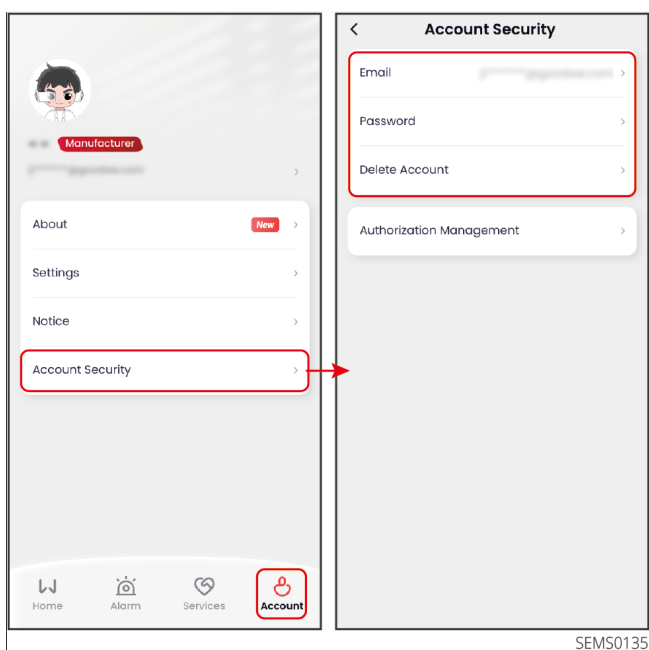 Manufacturer
About
New
Settings
Notice
Account Security
Home
Alarm
Services
Account
Account Security
Email
Password
Delete Account
Authorization Management
SEMS0135